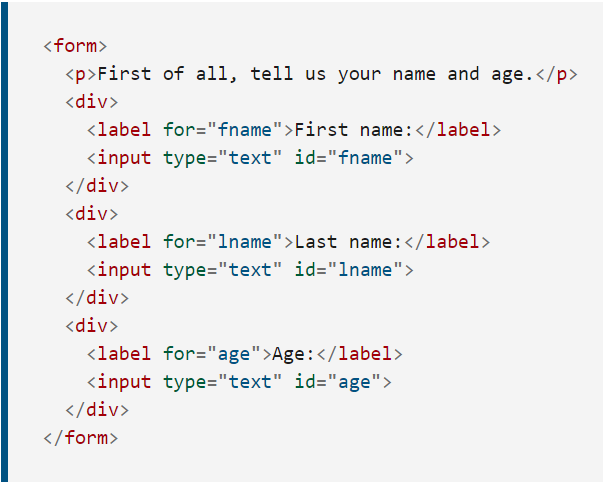 <form>
  <p>First of all, tell us your name and age.</p>
  <div>
    <label for="fname">First name:</label>
    <input type="text" id="fname">
  </div>
  <div>
    <label for="lname">Last name:</label>
    <input type="text" id="lname">
  </div>
  <div>
    <label for="age">Age:</label>
    <input type="text" id="age">
  </div>
</form>